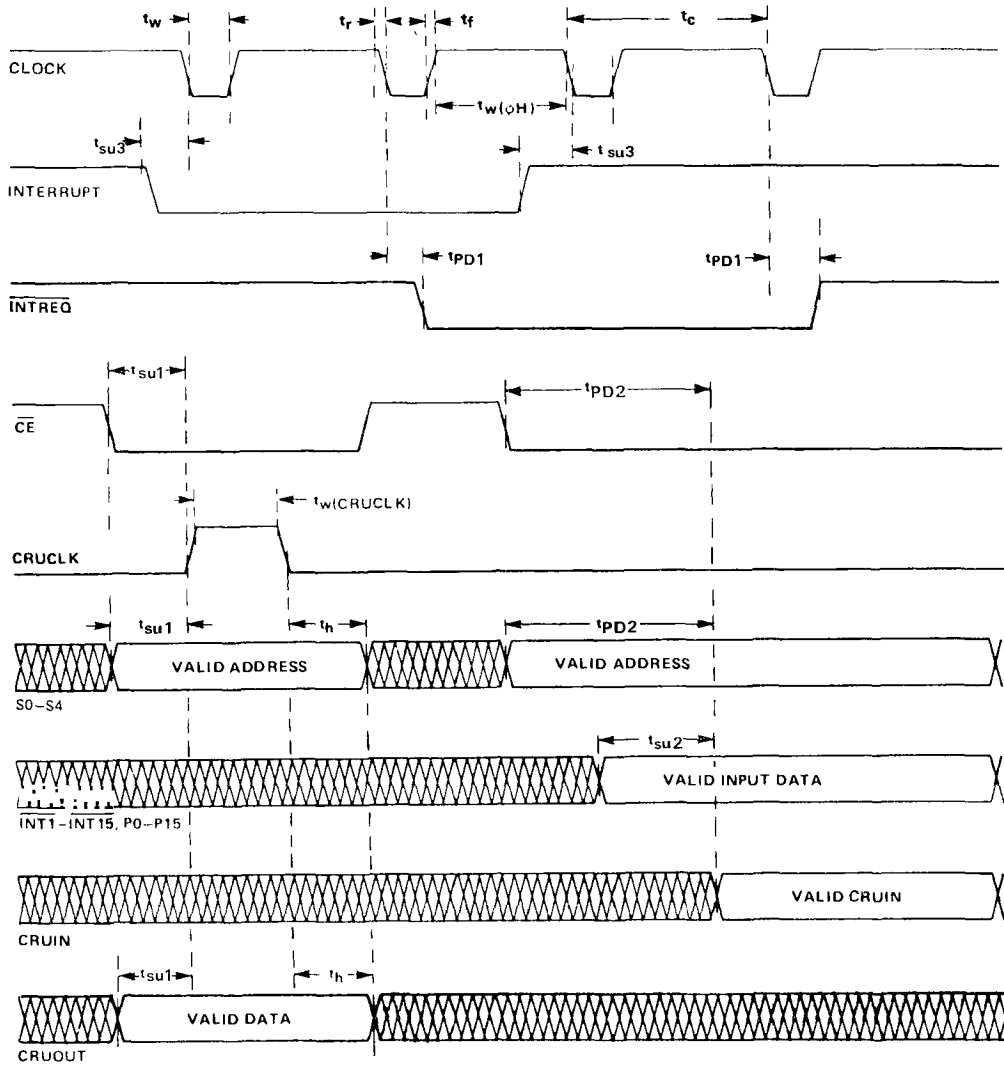 tw tr tf tc
CLOCK
tw(ϕH)
tsu3 tsu3
INTERRUPT
tPD1 tPD1
INTREQ
tsu1
tPD2
CE
tw(CRUCLK)
CRUCLK
tsu1 th tPD2
VALID ADDRESS VALID ADDRESS
S0–S4
tsu2
VALID INPUT DATA
INT1–INT15, P0–P15
VALID CRUIN
CRUIN
tsu1 th
VALID DATA
CRUOUT